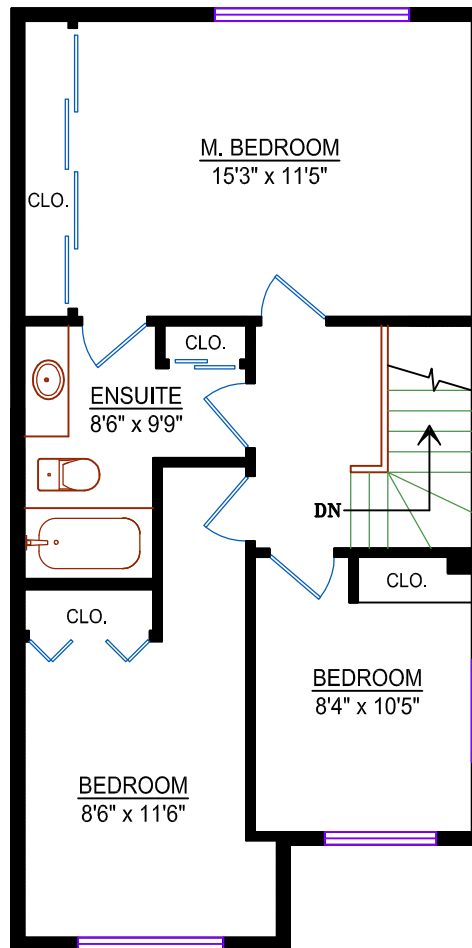 M. BEDROOM
15'3" x 11'5"
CLO.
CLO.
ENSUITE
8'6" x 9'9"
DN
CLO.
CLO.
BEDROOM
8'4" x 10'5"
BEDROOM
8'6" x 11'6"